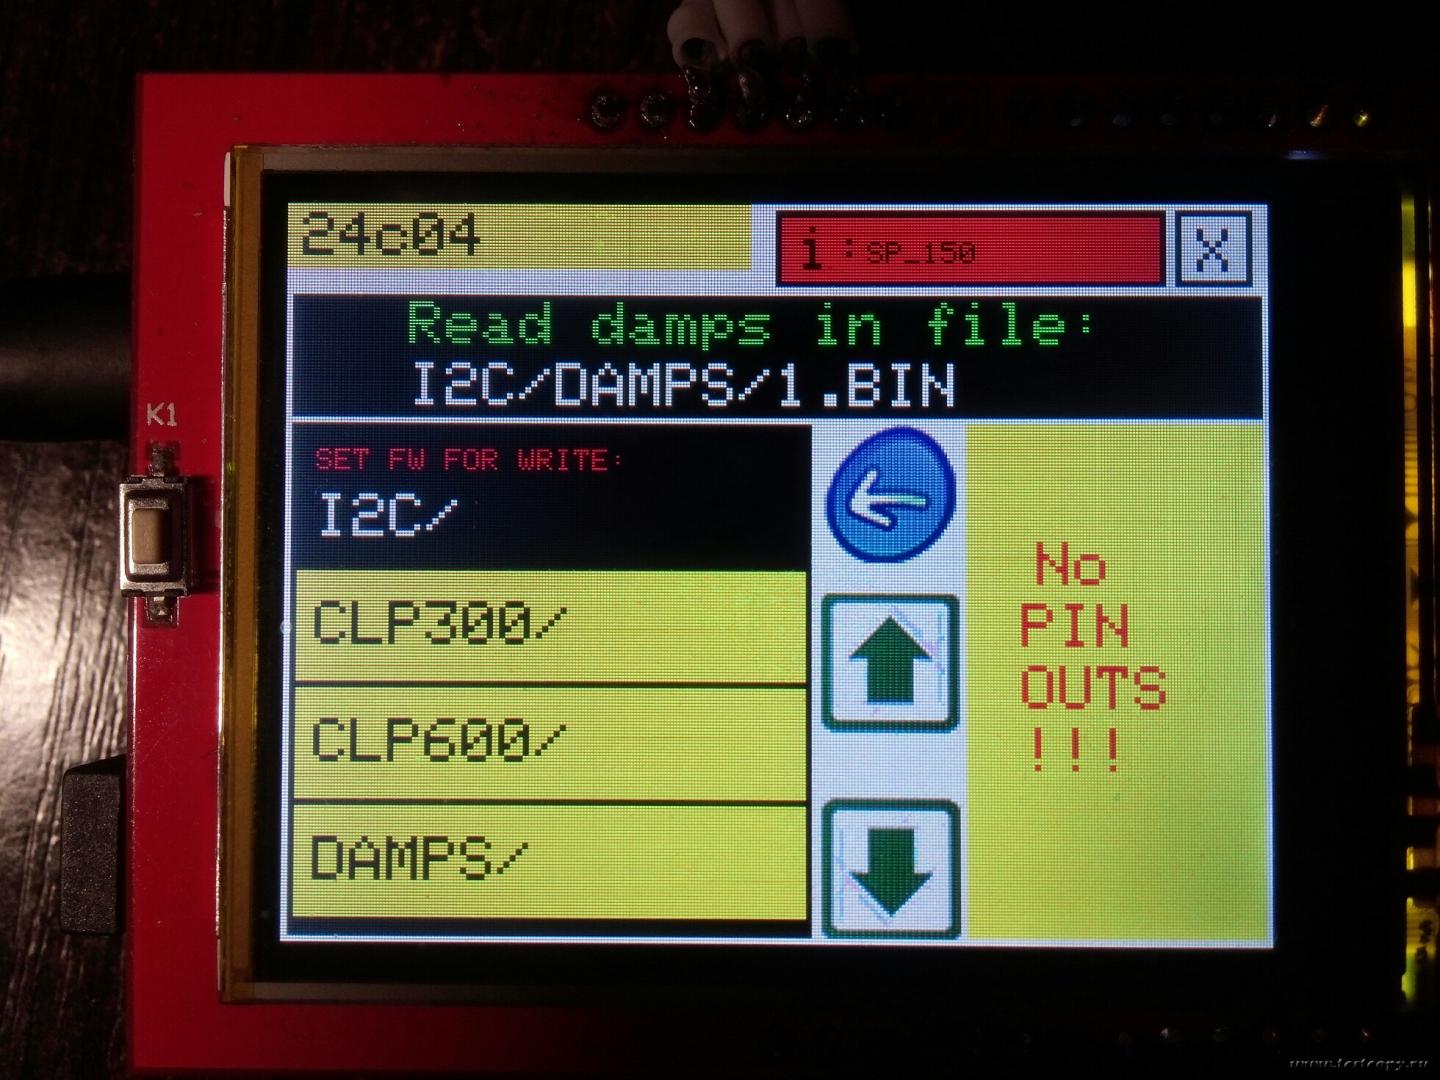 24c04
i:SP_150
X
Read damps in file:
I2C/DAMPS/1.BIN
K1
SET FW FOR WRITE:
I2C/
CLP300/
CLP600/
DAMPS/
No
PIN
OUTS
!!!